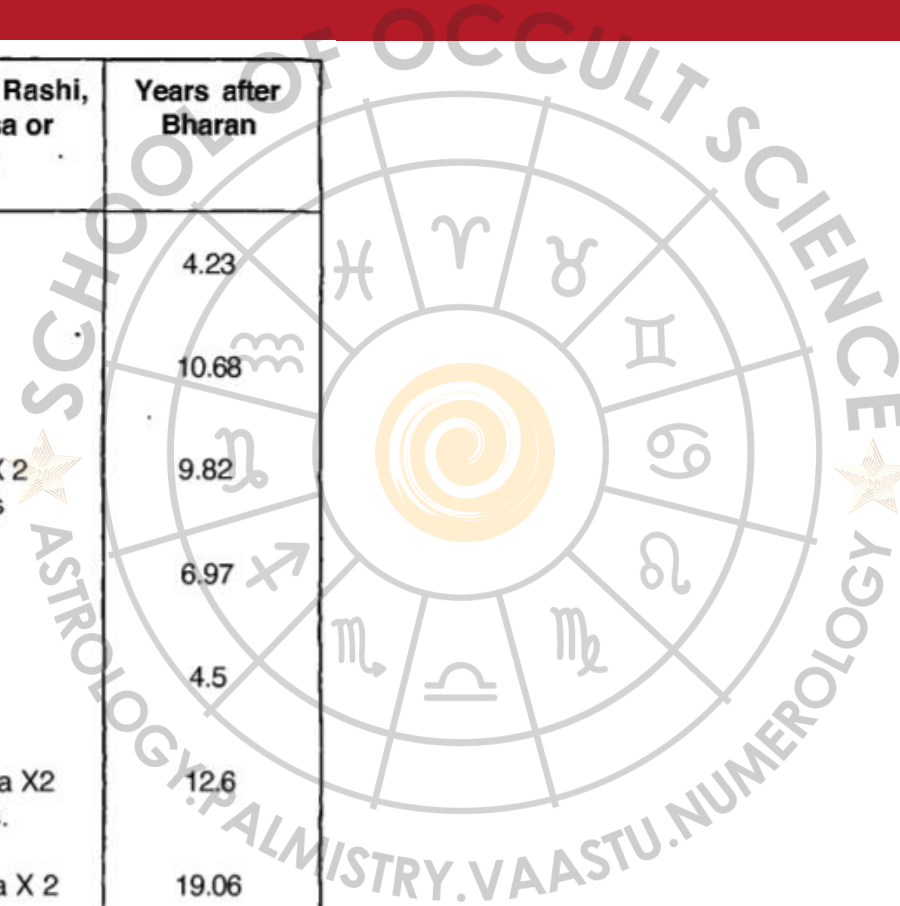 SCHOOL OF OCCULT SCIENCE
ASTROLOGY.PALMISTRY.VAASTU.NUMEROLOGY
Rashi, Years after
or Bharan
4.23
10.68
X 2 9.82
6.97
4.5
X2 12.6
X 2 19.06